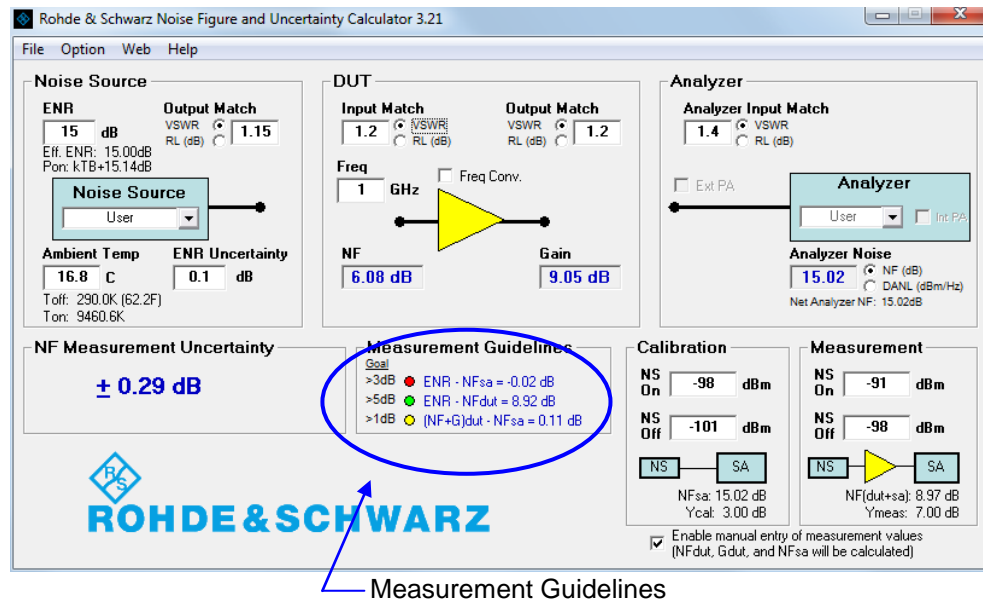 Rohde & Schwarz Noise Figure and Uncertainty Calculator 3.21
File Option Web Help
Noise Source
ENR
15 dB
Output Match
VSWR
RL (dB)
1.15
Eff. ENR: 15.00dB
Pon: kTB+15.14dB
Noise Source
User
Ambient Temp
16.8 C
ENR Uncertainty
0.1 dB
Toff: 290.0K (62.2F)
Ton: 9460.6K
DUT
Input Match
1.2
VSWR
RL (dB)
Output Match
VSWR
RL (dB)
1.2
Freq
1 GHz
Freq Conv.
NF
6.08 dB
Gain
9.05 dB
Analyzer
Analyzer Input Match
1.4
VSWR
RL (dB)
Ext PA
Analyzer
User
Int PA
Analyzer Noise
15.02
NF (dB)
DANL (dBm/Hz)
Net Analyzer NF: 15.02dB
NF Measurement Uncertainty
± 0.29 dB
Measurement Guidelines
Goal
>3dB ENR - NFsa = -0.02 dB
>5dB ENR - NFdut = 8.92 dB
>1dB (NF+G)dut - NFsa = 0.11 dB
Calibration
NS On -98 dBm
NS Off -101 dBm
NS SA
NFsa: 15.02 dB
Ycal: 3.00 dB
Measurement
NS On -91 dBm
NS Off -98 dBm
NS SA
NF(dut+sa): 8.97 dB
Ymeas: 7.00 dB
Enable manual entry of measurement values
(NFdut, Gdut, and NFsa will be calculated)
R&S
ROHDE & SCHWARZ
Measurement Guidelines